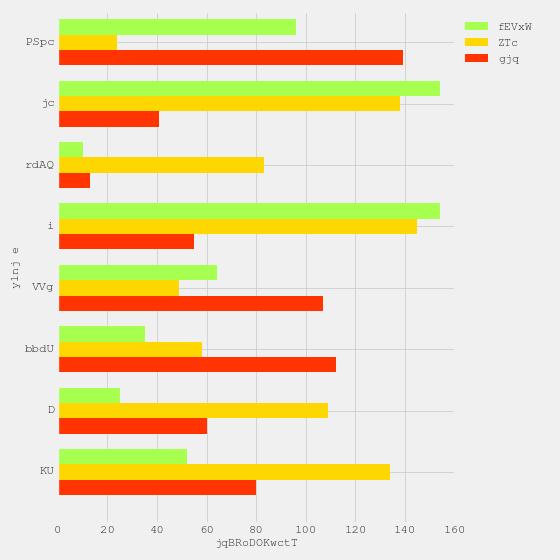 fEVxW
ZTc
gjq
PSpc
jc
rdAQ
i
VVg
bbdU
D
KU
ylnj e
0 20 40 60 80 100 120 140 160
jqBRoDOKwctT